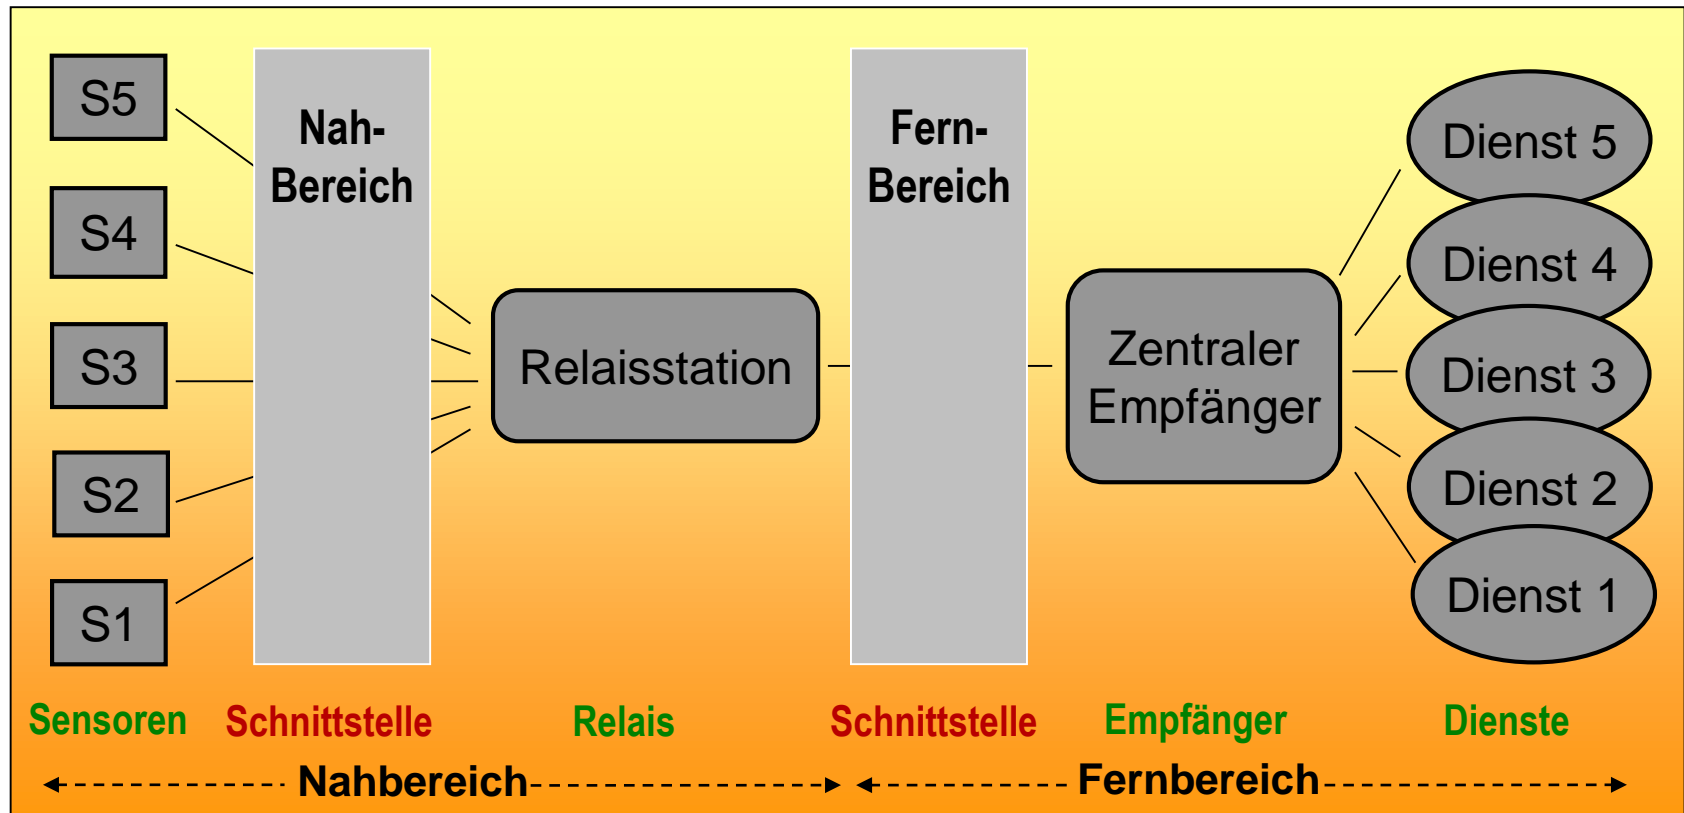 S5
S4
S3
S2
S1
Nah-
Bereich
Relaisstation
Fern-
Bereich
Zentraler
Empfänger
Dienst 5
Dienst 4
Dienst 3
Dienst 2
Dienst 1
Sensoren
Schnittstelle
Relais
Schnittstelle
Empfänger
Dienste
Nahbereich
Fernbereich